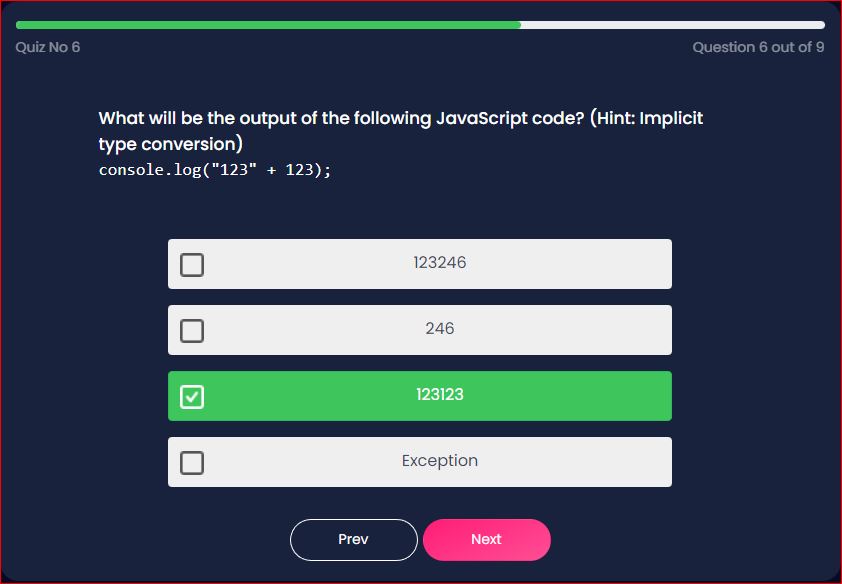 Quiz No 6
Question 6 out of 9
What will be the output of the following JavaScript code? (Hint: Implicit
type conversion)
console.log("123" + 123);
123246
246
123123
Exception
Prev
Next